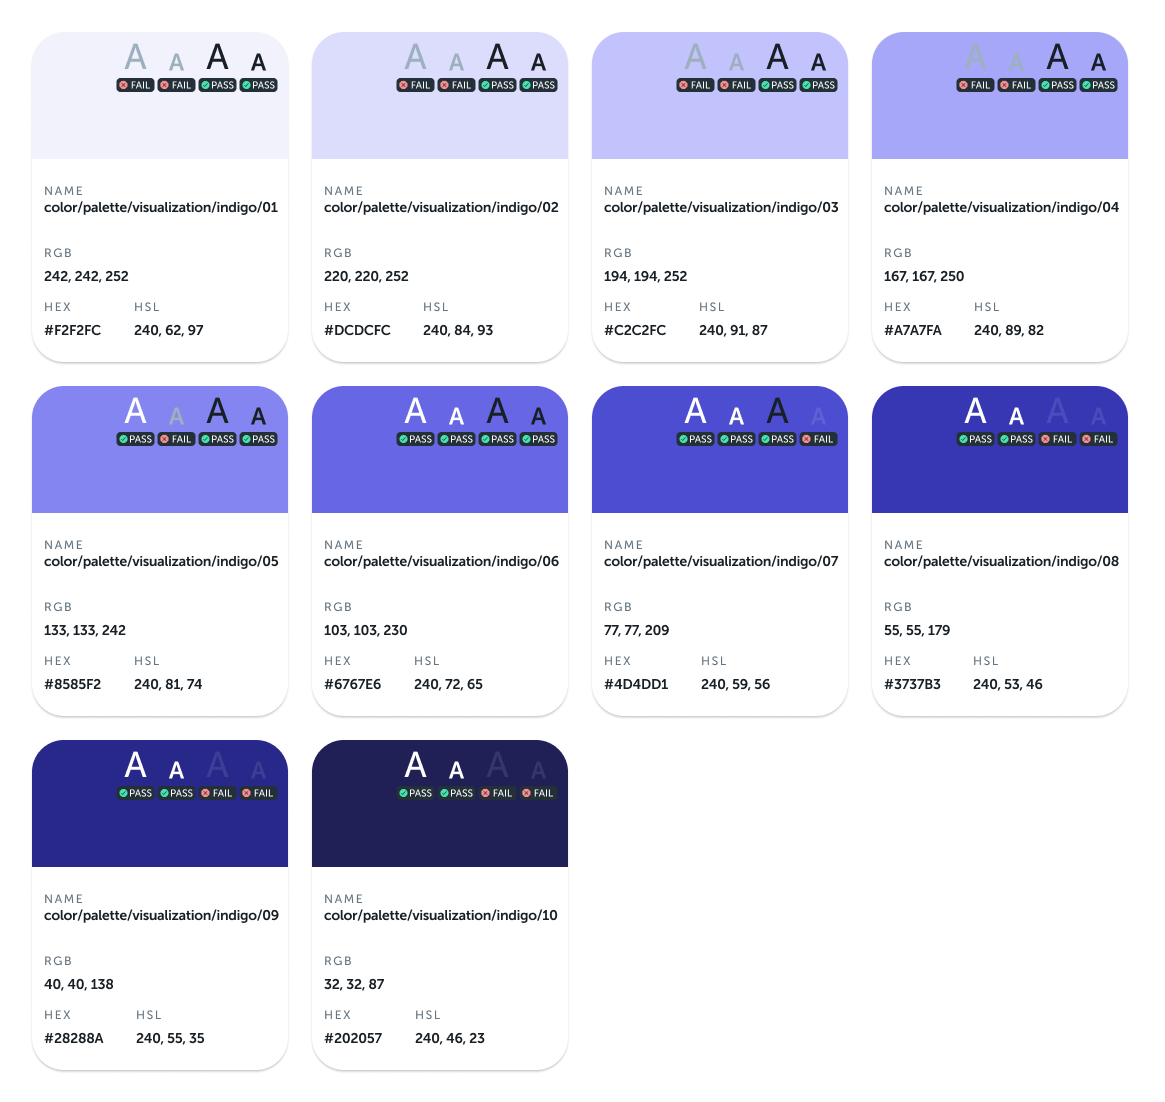 A A A A
FAIL FAIL PASS PASS
NAME
color/palette/visualization/indigo/01
RGB
242, 242, 252
HEX HSL
#F2F2FC 240, 62, 97
A A A A
FAIL FAIL PASS PASS
NAME
color/palette/visualization/indigo/02
RGB
220, 220, 252
HEX HSL
#DCDCFC 240, 84, 93
A A A A
FAIL FAIL PASS PASS
NAME
color/palette/visualization/indigo/03
RGB
194, 194, 252
HEX HSL
#C2C2FC 240, 91, 87
A A A A
FAIL FAIL PASS PASS
NAME
color/palette/visualization/indigo/04
RGB
167, 167, 250
HEX HSL
#A7A7FA 240, 89, 82
A A A A
PASS FAIL PASS PASS
NAME
color/palette/visualization/indigo/05
RGB
133, 133, 242
HEX HSL
#8585F2 240, 81, 74
A A A A
PASS PASS PASS PASS
NAME
color/palette/visualization/indigo/06
RGB
103, 103, 230
HEX HSL
#6767E6 240, 72, 65
A A A A
PASS PASS PASS FAIL
NAME
color/palette/visualization/indigo/07
RGB
77, 77, 209
HEX HSL
#4D4DD1 240, 59, 56
A A A A
PASS PASS FAIL FAIL
NAME
color/palette/visualization/indigo/08
RGB
55, 55, 179
HEX HSL
#3737B3 240, 53, 46
A A A A
PASS PASS FAIL FAIL
NAME
color/palette/visualization/indigo/09
RGB
40, 40, 138
HEX HSL
#28288A 240, 55, 35
A A A A
PASS PASS FAIL FAIL
NAME
color/palette/visualization/indigo/10
RGB
32, 32, 87
HEX HSL
#202057 240, 46, 23